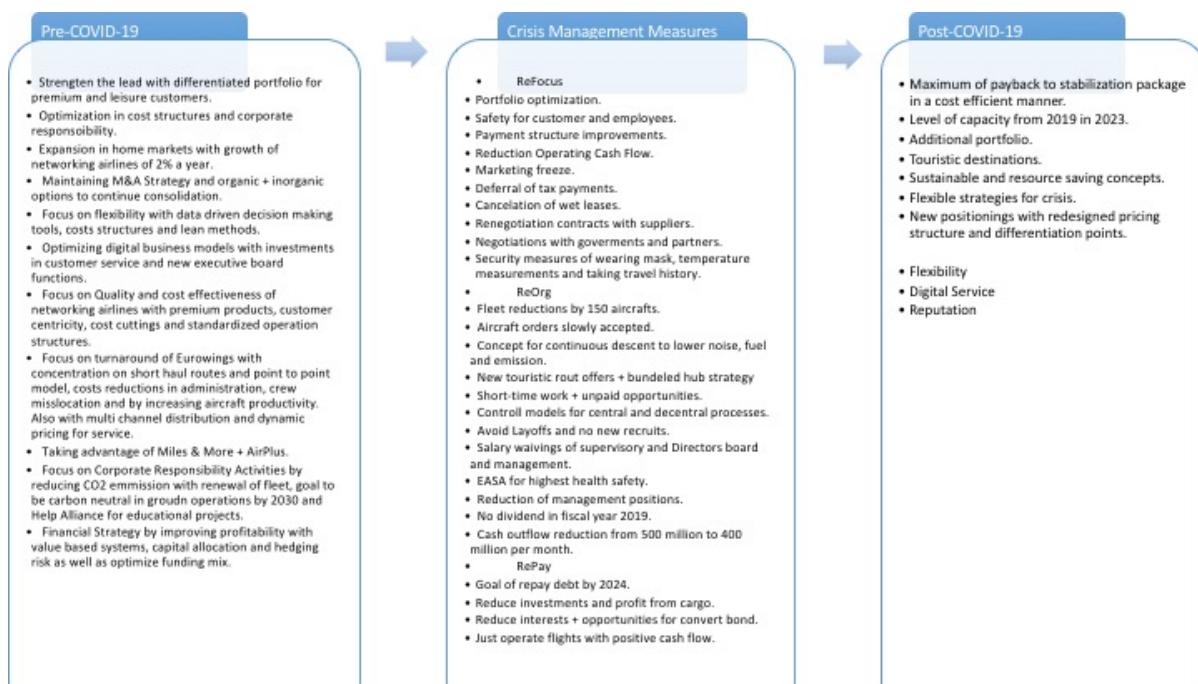 Pre-COVID-19
• Strengten the lead with differentiated portfolio for
premium and leisure customers.
• Optimization in cost structures and corporate
responsoibility.
• Expansion in home markets with growth of
networking airlines of 2% a year.
• Maintaining M&A Strategy and organic + inorganic
options to continue consolidation.
• Focus on flexibility with data driven decision making
tools, costs structures and lean methods.
• Optimizing digital business models with investments
in customer service and new executive board
functions.
• Focus on Quality and cost effectiveness of
networking airlines with premium products, customer
centricity, cost cuttings and standardized operation
structures.
• Focus on turnaround of Eurowings with
concentration on short haul routes and point to point
model, costs reductions in administration, crew
misslocation and by increasing aircraft productivity.
Also with multi channel distribution and dynamic
pricing for service.
• Taking advantage of Miles & More + AirPlus.
• Focus on Corporate Responsibility Activities by
reducing CO2 emmission with renewal of fleet, goal to
be carbon neutral in groudn operations by 2030 and
Help Alliance for educational projects.
• Financial Strategy by improving profitability with
value based systems, capital allocation and hedging
risk as well as optimize funding mix.
Crisis Management Measures
• ReFocus
• Portfolio optimization.
• Safety for customer and employees.
• Payment structure improvements.
• Reduction Operating Cash Flow.
• Marketing freeze.
• Deferral of tax payments.
• Cancelation of wet leases.
• Renegotiation contracts with suppliers.
• Negotiations with goverments and partners.
• Security measures of wearing mask, temperature
measurements and taking travel history.
• ReOrg
• Fleet reductions by 150 aircrafts.
• Aircraft orders slowly accepted.
• Concept for continuous descent to lower noise, fuel
and emission.
• New touristic rout offers + bundeled hub strategy
• Short-time work + unpaid opportunities.
• Controll models for central and decentral processes.
• Avoid Layoffs and no new recruits.
• Salary waivings of supervisory and Directors board
and management.
• EASA for highest health safety.
• Reduction of management positions.
• No dividend in fiscal year 2019.
• Cash outflow reduction from 500 million to 400
million per month.
• RePay
• Goal of repay debt by 2024.
• Reduce investments and profit from cargo.
• Reduce interests + opportunities for convert bond.
• Just operate flights with positive cash flow.
Post-COVID-19
• Maximum of payback to stabilization package
in a cost efficient manner.
• Level of capacity from 2019 in 2023.
• Additional portfolio.
• Touristic destinations.
• Sustainable and resource saving concepts.
• Flexible strategies for crisis.
• New positionings with redesigned pricing
structure and differentiation points.
• Flexibility
• Digital Service
• Reputation